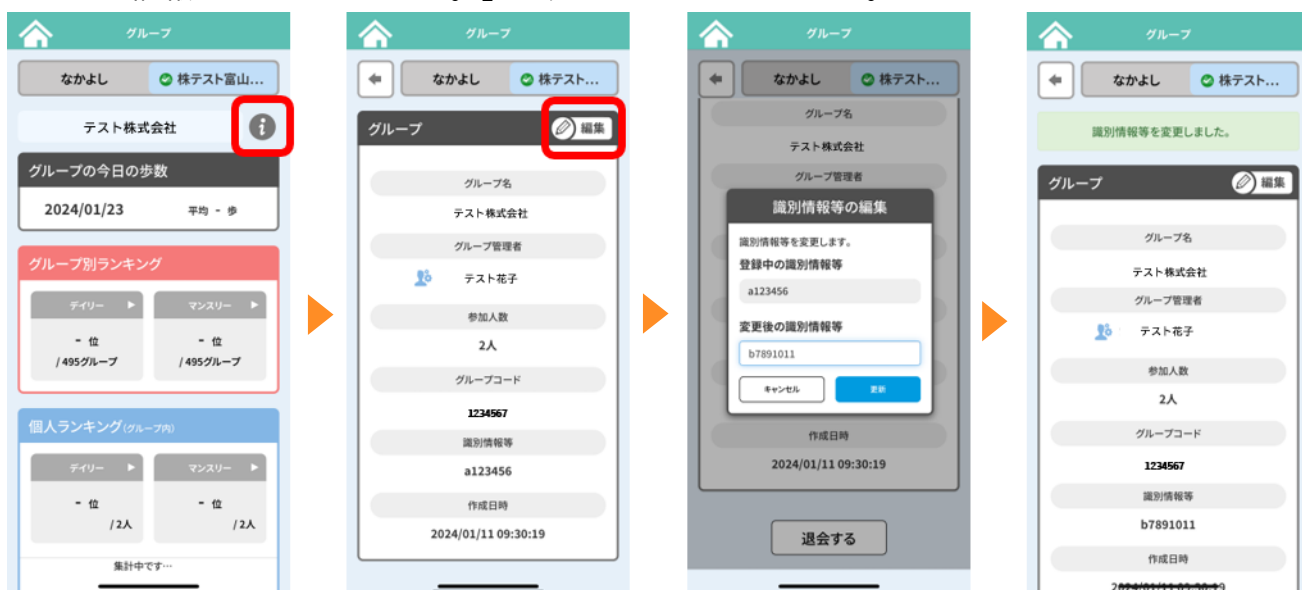 グループ
なかよし 株テスト富山...
テスト株式会社
グループの今日の歩数
2024/01/23 平均 - 歩
グループ別ランキング
デイリー マンスリー
- 位 - 位
/495グループ /495グループ
個人ランキング(グループ内)
デイリー マンスリー
- 位 - 位
/2人 /2人
集計中です…
グループ
なかよし 株テスト...
グループ 編集
グループ名
テスト株式会社
グループ管理者
テスト花子
参加人数
2人
グループコード
1234567
識別情報等
a123456
作成日時
2024/01/11 09:30:19
グループ
なかよし 株テスト...
グループ名
テスト株式会社
グループ管理者
識別情報等の編集
識別情報等を変更します。
登録中の識別情報等
a123456
変更後の識別情報等
b7891011
キャンセル 更新
作成日時
2024/01/11 09:30:19
退会する
グループ
なかよし 株テスト...
識別情報等を変更しました。
グループ 編集
グループ名
テスト株式会社
グループ管理者
テスト花子
参加人数
2人
グループコード
1234567
識別情報等
b7891011
作成日時